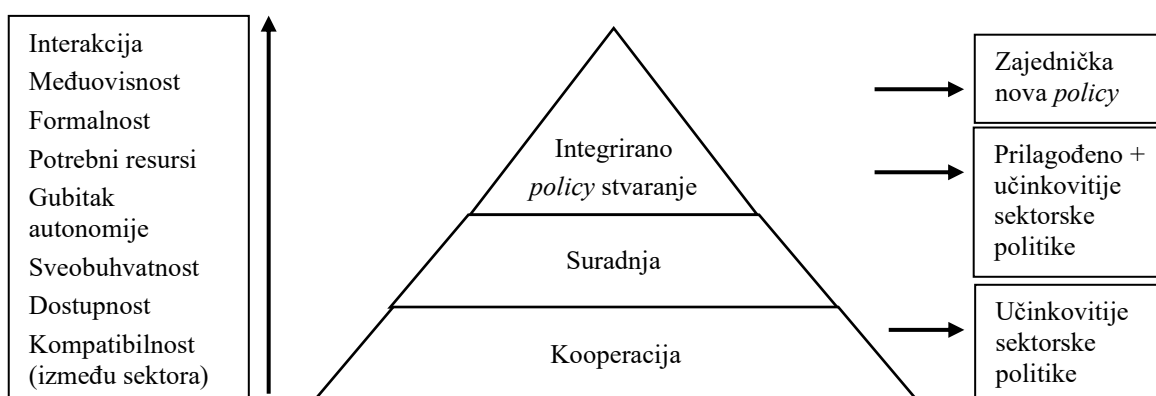 Interakcija
Međuovisnost
Formalnost
Potrebni resursi
Gubitak
autonomije
Sveobuhvatnost
Dostupnost
Kompatibilnost
(između sektora)
Integrirano
policy stvaranje
Suradnja
Kooperacija
Zajednička
nova policy
Prilagođeno +
učinkovitije
sektorske
politike
Učinkovitije
sektorske
politike